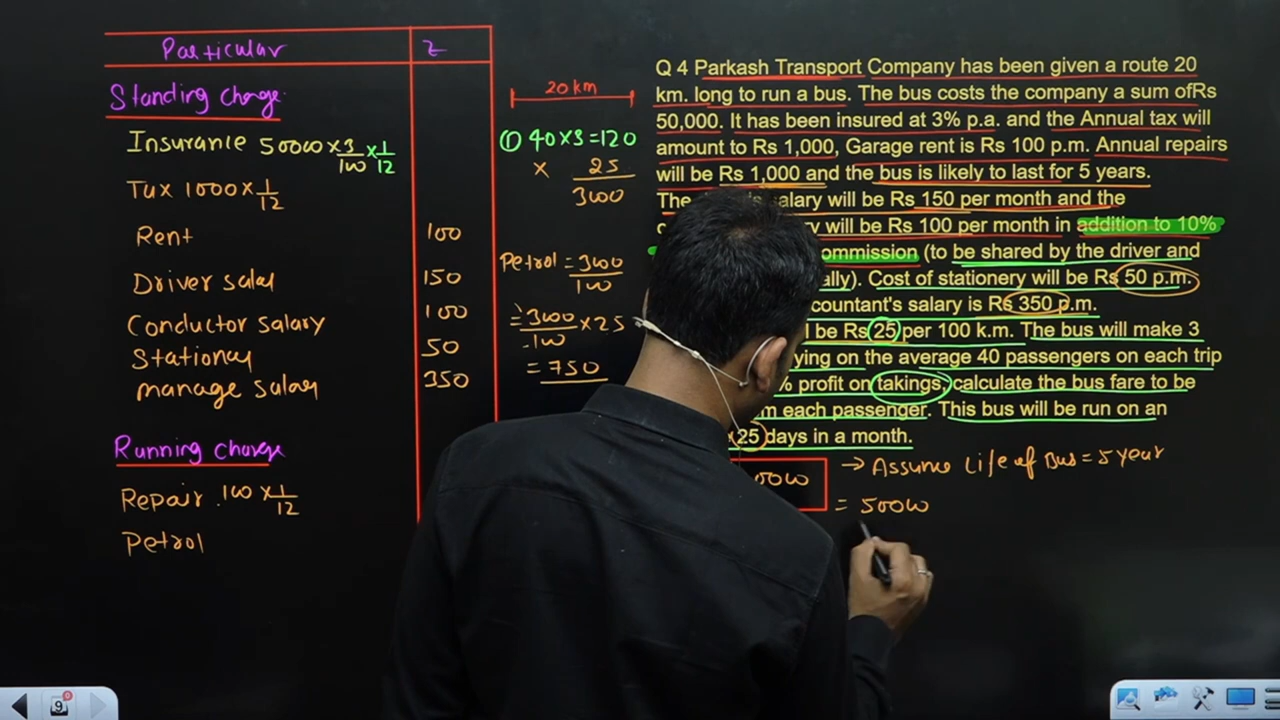 Particular ₹
Standing charge
Insurance 50000 × 3/100 × 1/12
Tax 1000 × 1/12
Rent 100
Driver salal 150
Conductor salary 100
Stationay 50
manage salary 350
Running charge
Repair .100 × 1/12
Petrol
20 km
① 40×3=120
× 25
3000
Petrol = 3000/100
= 3000/100 × 25
= 750
Q 4 Parkash Transport Company has been given a route 20
km. long to run a bus. The bus costs the company a sum ofRs
50,000. It has been insured at 3% p.a. and the Annual tax will
amount to Rs 1,000, Garage rent is Rs 100 p.m. Annual repairs
will be Rs 1,000 and the bus is likely to last for 5 years.
The salary will be Rs 150 per month and the
will be Rs 100 per month in addition to 10%
ommission (to be shared by the driver and
ally). Cost of stationery will be Rs 50 p.m.
countant's salary is Rs 350 p.m.
be Rs 25 per 100 k.m. The bus will make 3
ying on the average 40 passengers on each trip
% profit on takings, calculate the bus fare to be
m each passenger. This bus will be run on an
25 days in a month.
→ Assume Life of Bus = 5 year
= 50000